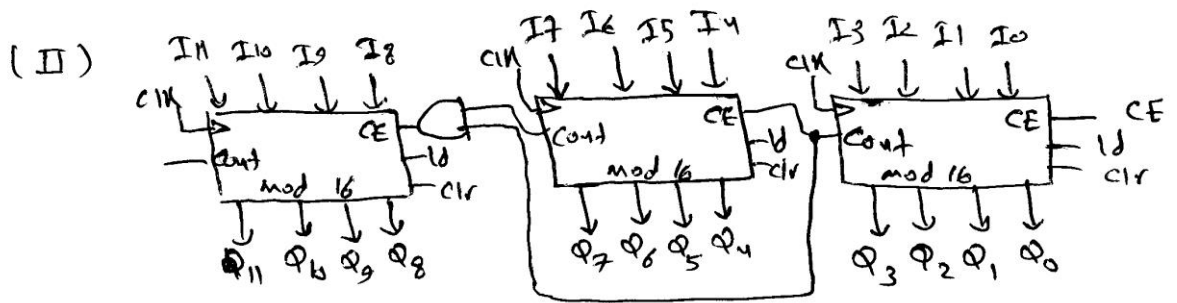 (II)
I11 I10 I9 I8
I7 I6 I5 I4
I3 I2 I1 I0
Clk CE Cout ld mod 16 Clr
Clk CE Cout ld mod 16 Clr
Clk CE CE Cout ld mod 16 Clr
Q11 Q10 Q9 Q8
Q7 Q6 Q5 Q4
Q3 Q2 Q1 Q0